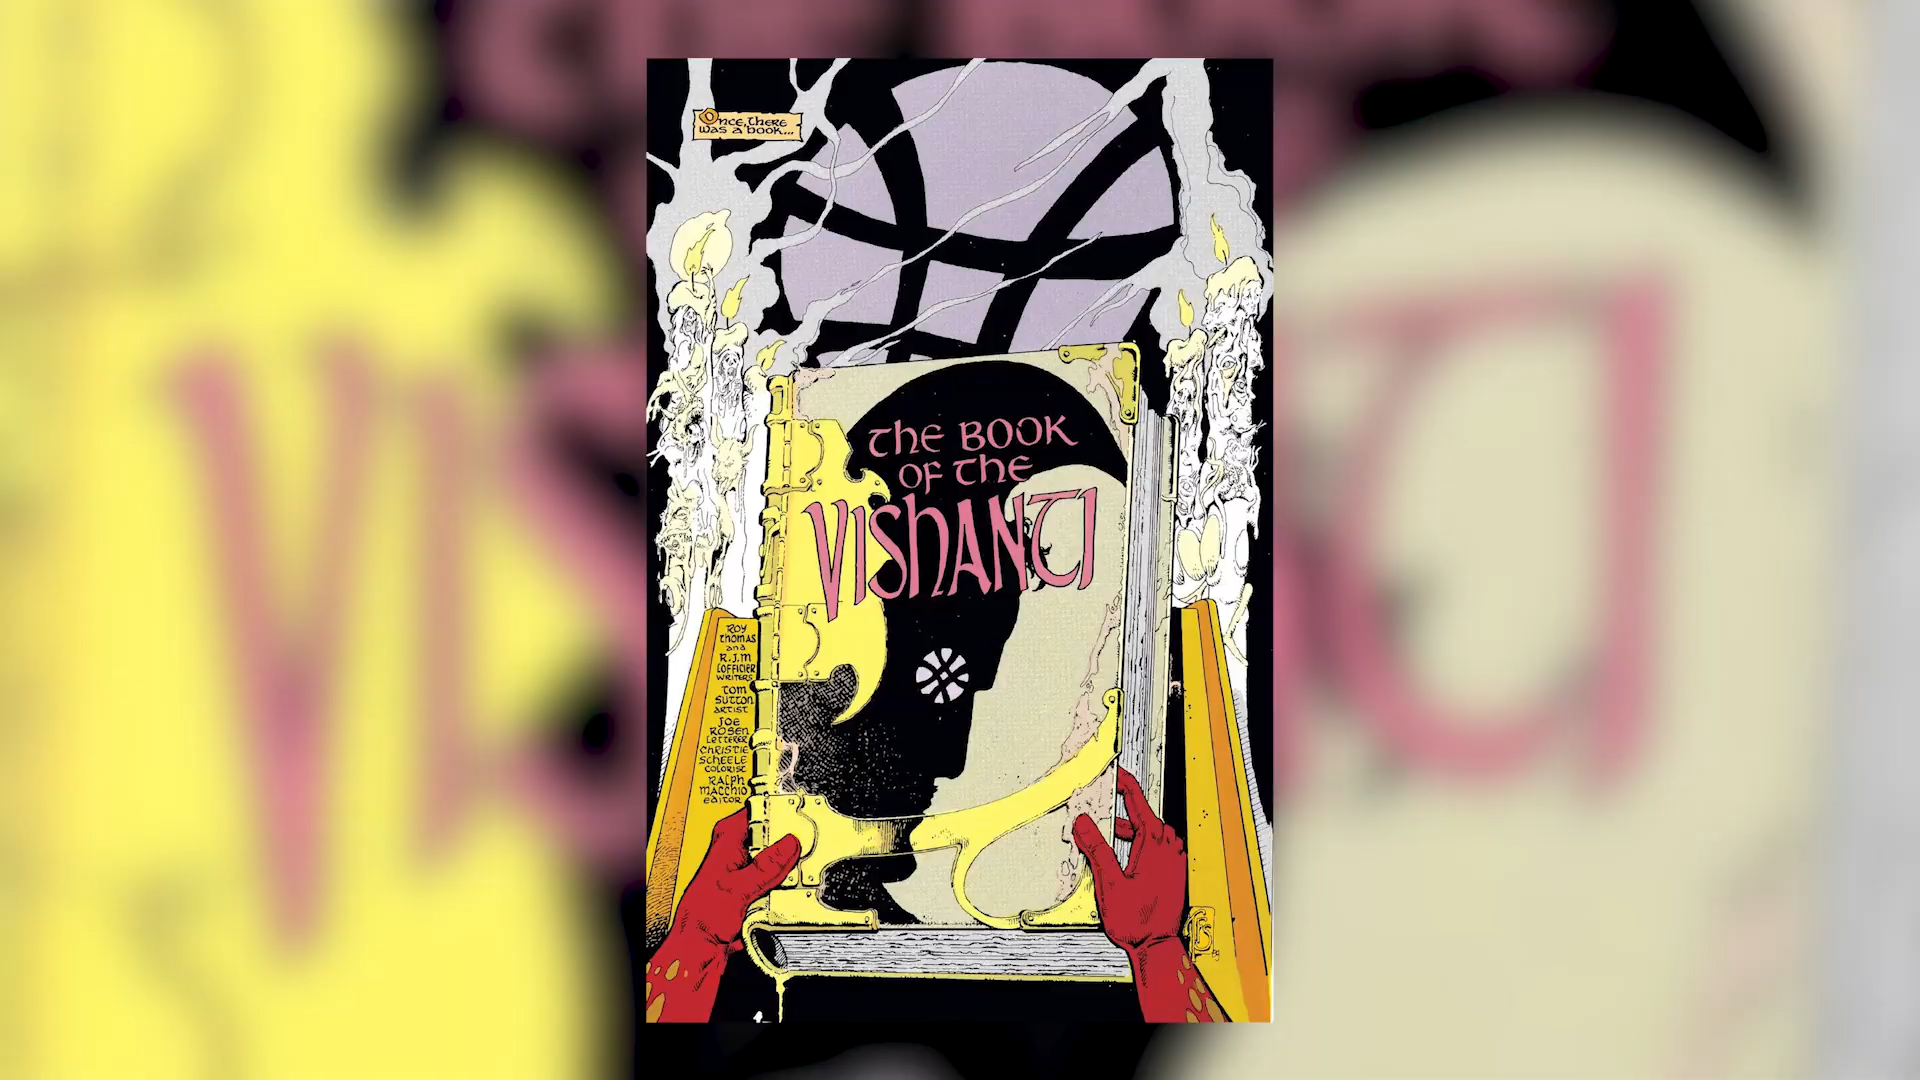 Once, there
was a book...
The Book
of the
Vishanti
Roy
Thomas
and
R.J.M
Lofficier
writers
Tom
Sutton
artist
Joe
Rosen
letterer
Christie
Scheele
colorist
Ralph
Macchio
editor